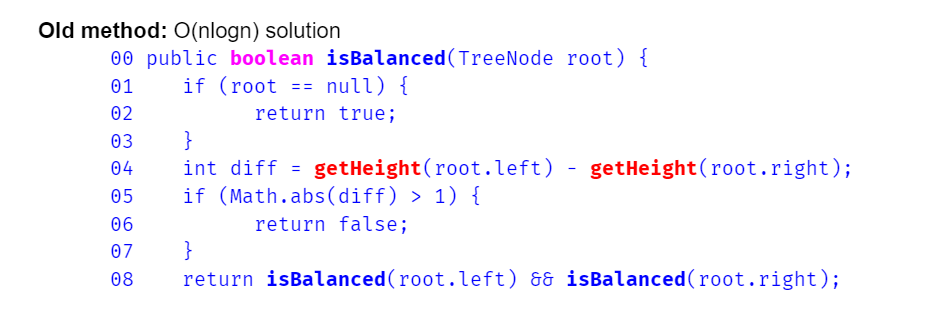 Old method: O(nlogn) solution
00 public boolean isBalanced(TreeNode root) {
01    if (root == null) {
02          return true;
03    }
04    int diff = getHeight(root.left) - getHeight(root.right);
05    if (Math.abs(diff) > 1) {
06          return false;
07    }
08    return isBalanced(root.left) && isBalanced(root.right);